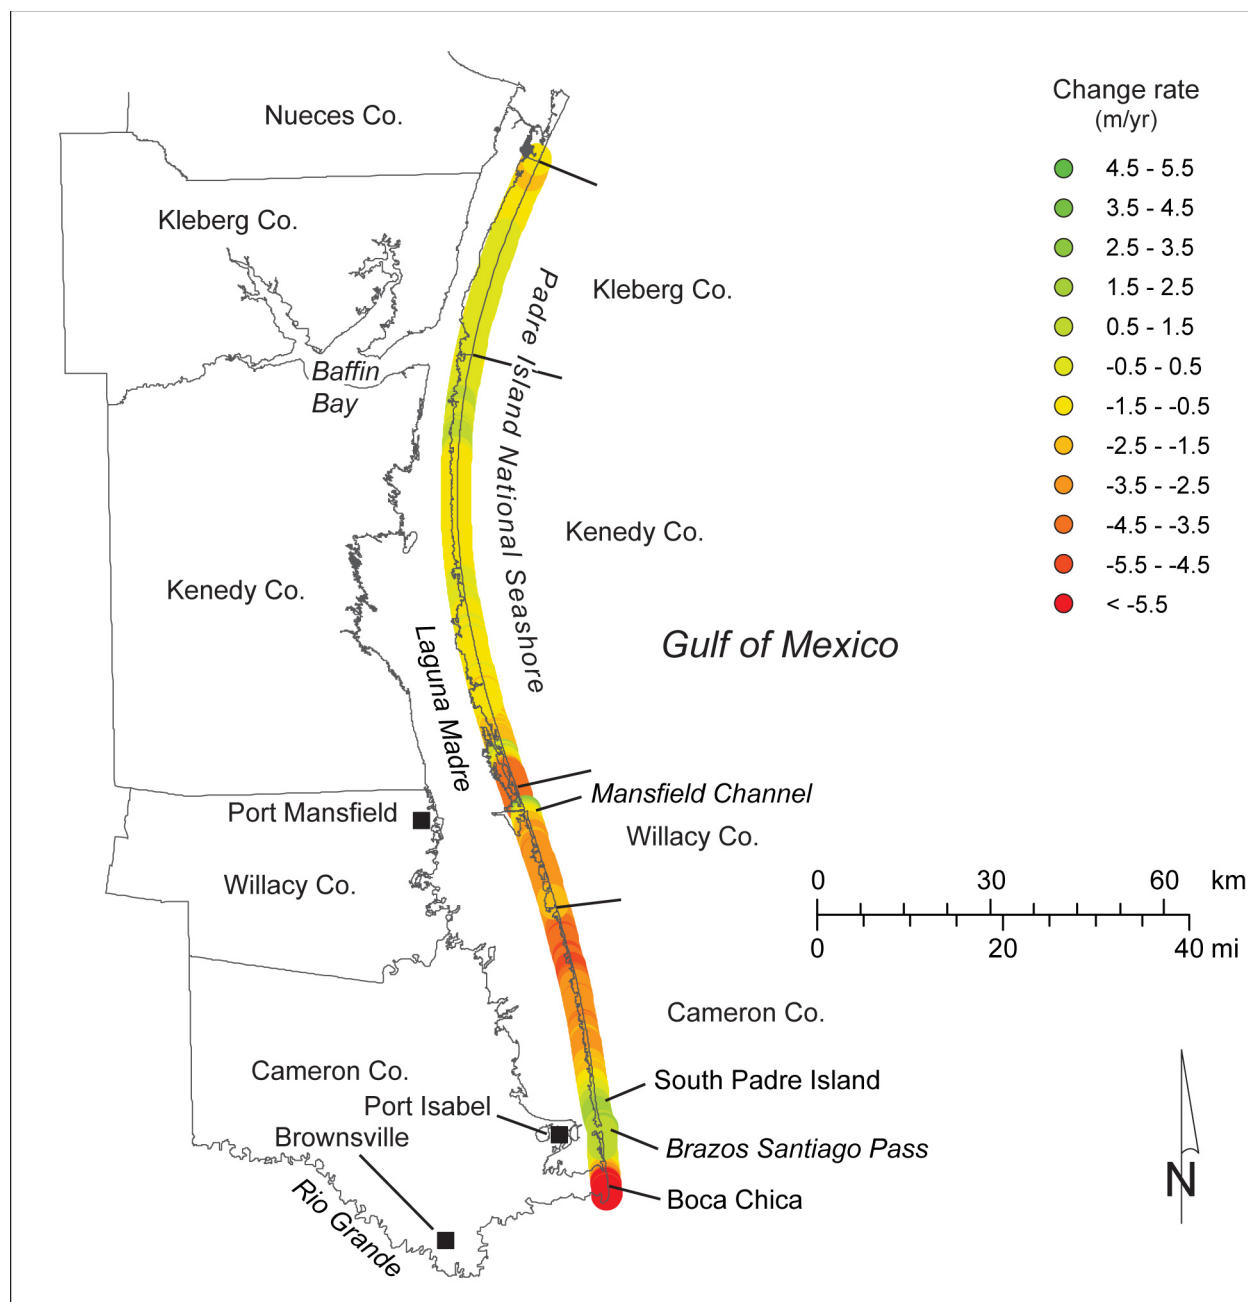 Nueces Co.
Kleberg Co.
Baffin
Bay
Kleberg Co.
Padre Island National Seashore
Kenedy Co.
Kenedy Co.
Laguna Madre
Gulf of Mexico
Mansfield Channel
Port Mansfield
Willacy Co.
Willacy Co.
Cameron Co.
Cameron Co.
South Padre Island
Port Isabel
Brownsville
Brazos Santiago Pass
Boca Chica
Rio Grande
Change rate
(m/yr)
4.5 - 5.5
3.5 - 4.5
2.5 - 3.5
1.5 - 2.5
0.5 - 1.5
-0.5 - 0.5
-1.5 - -0.5
-2.5 - -1.5
-3.5 - -2.5
-4.5 - -3.5
-5.5 - -4.5
< -5.5
0 30 60 km
0 20 40 mi
N